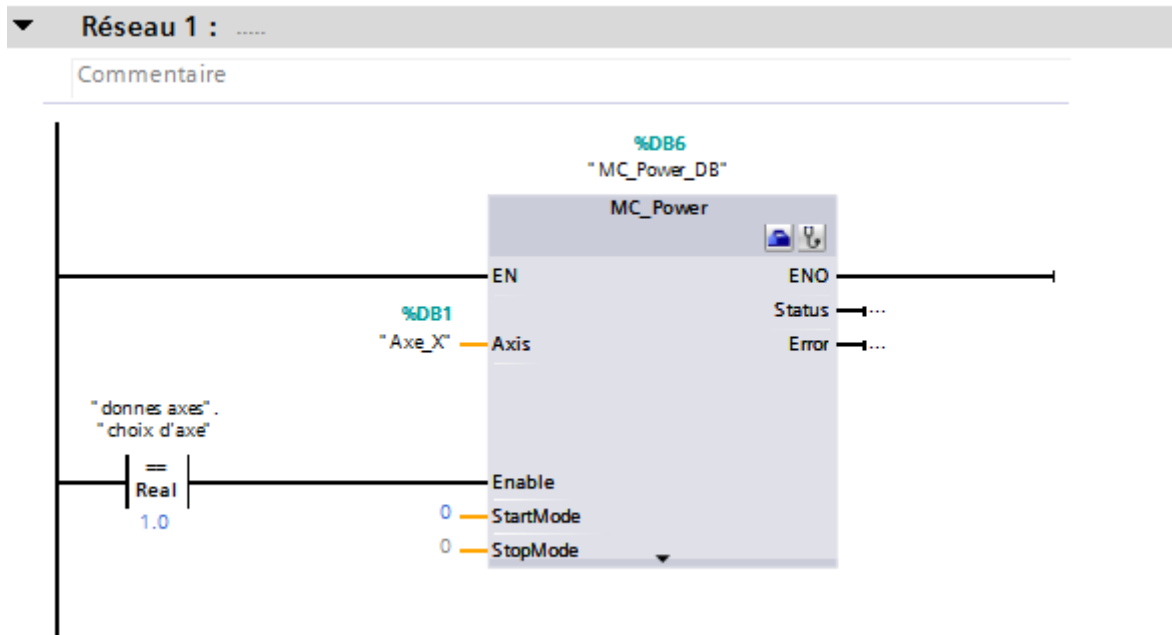 Réseau 1 : .....
Commentaire
%DB6
"MC_Power_DB"
MC_Power
EN
ENO
%DB1
"Axe_X"
Axis
Status
...
Error
...
"donnes axes".
"choix d'axe"
==
Real
1.0
Enable
0
StartMode
0
StopMode